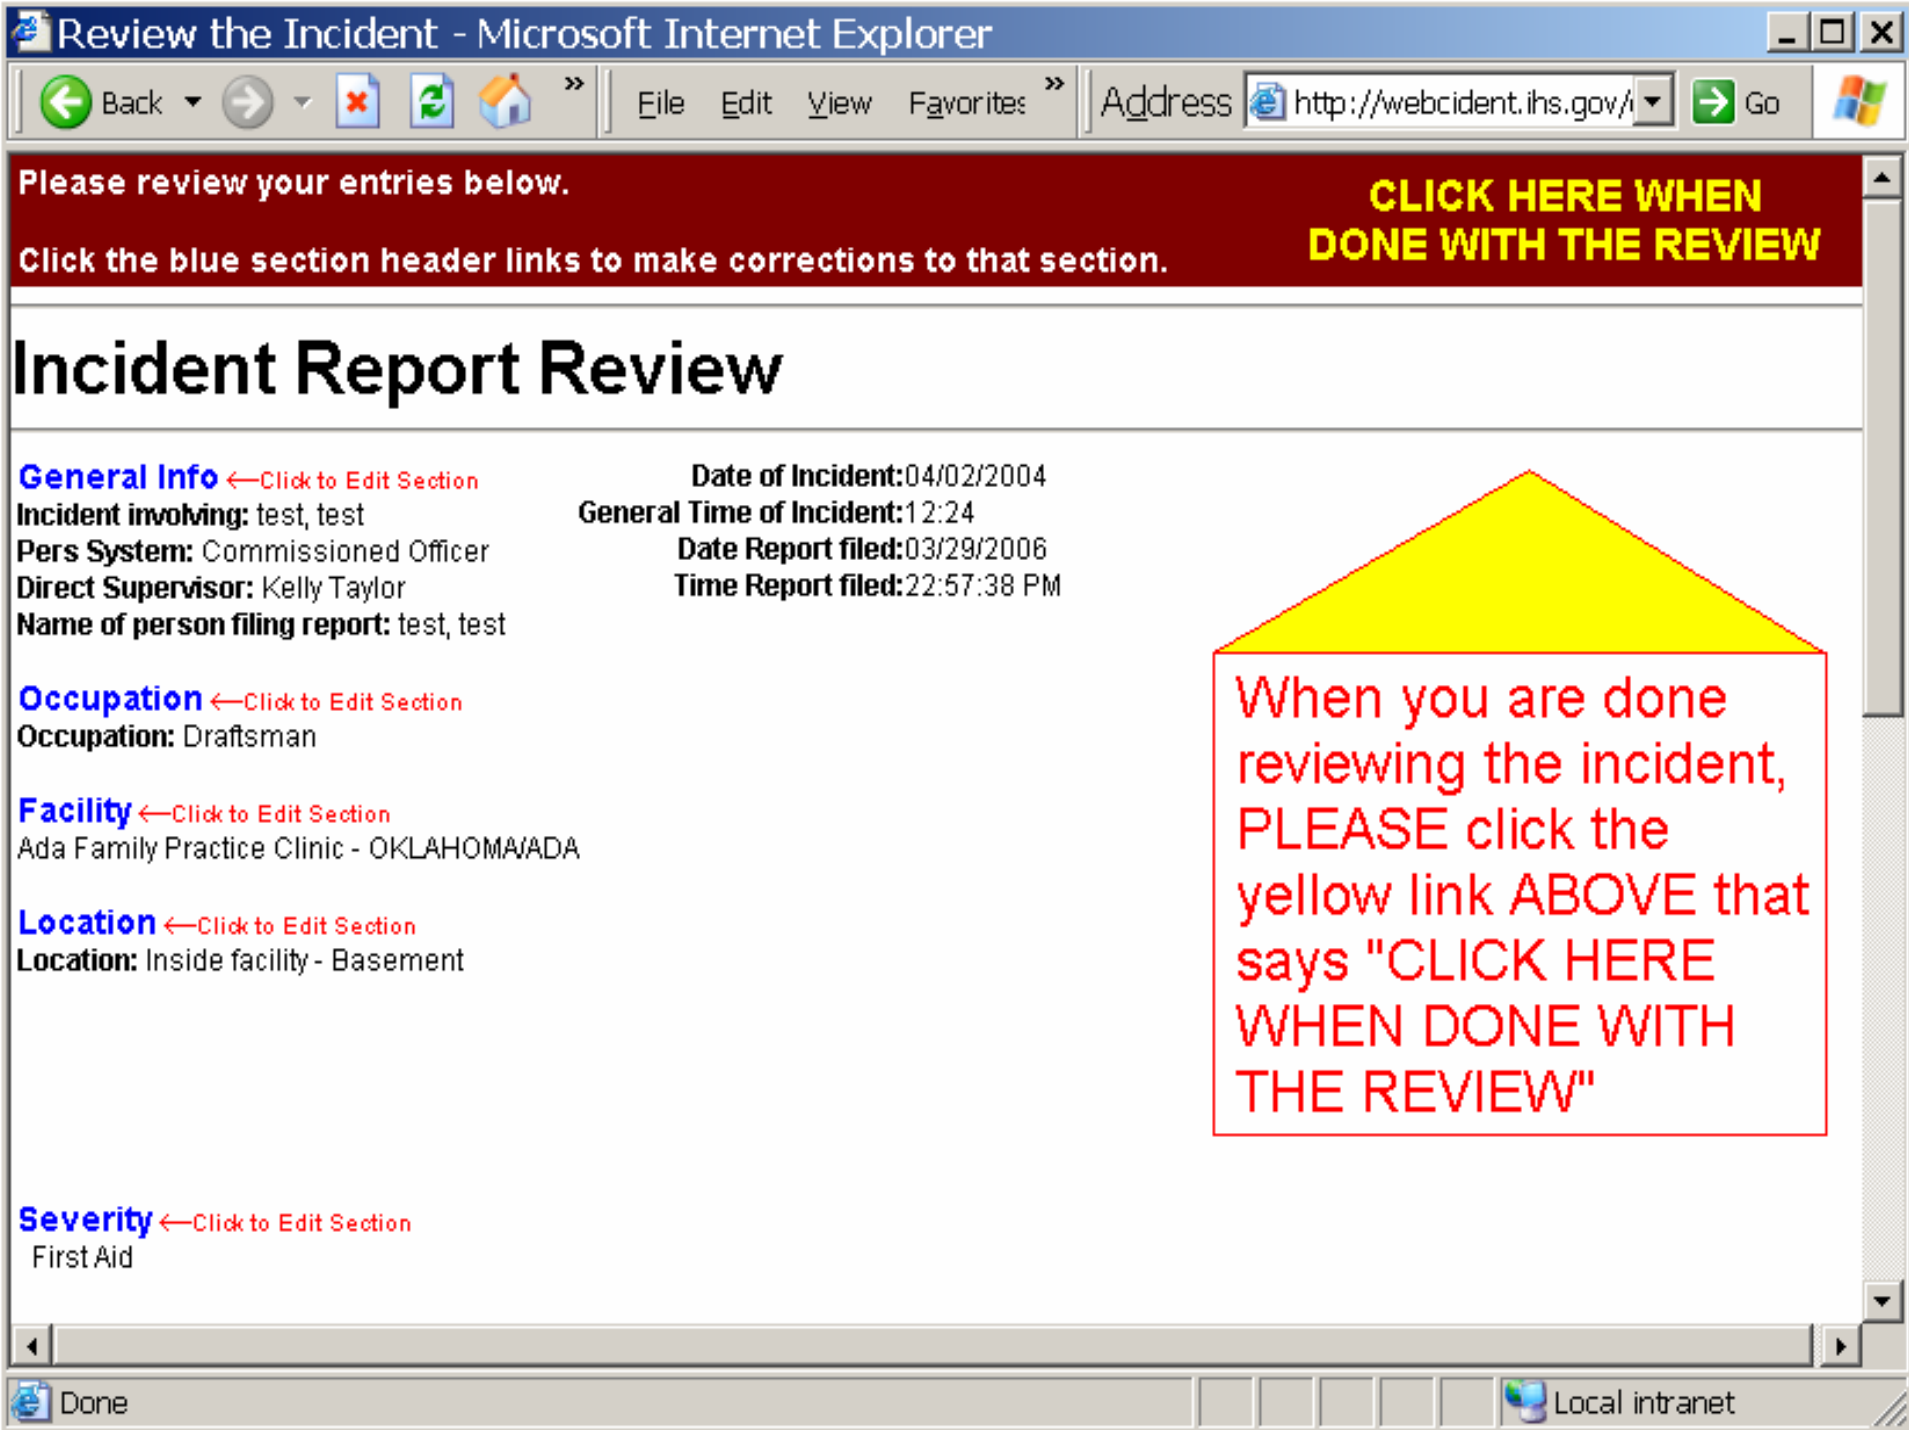 Review the Incident - Microsoft Internet Explorer
Back » File Edit View Favorites » Address http://webcident.ihs.gov/ Go
Please review your entries below.
Click the blue section header links to make corrections to that section.
CLICK HERE WHEN
DONE WITH THE REVIEW
Incident Report Review
General Info ←Click to Edit Section
Incident involving: test, test
Pers System: Commissioned Officer
Direct Supervisor: Kelly Taylor
Name of person filing report: test, test
Date of Incident:04/02/2004
General Time of Incident:12:24
Date Report filed:03/29/2006
Time Report filed:22:57:38 PM
Occupation ←Click to Edit Section
Occupation: Draftsman
Facility ←Click to Edit Section
Ada Family Practice Clinic - OKLAHOMA/ADA
Location ←Click to Edit Section
Location: Inside facility - Basement
Severity ←Click to Edit Section
First Aid
When you are done
reviewing the incident,
PLEASE click the
yellow link ABOVE that
says "CLICK HERE
WHEN DONE WITH
THE REVIEW"
Done
Local intranet